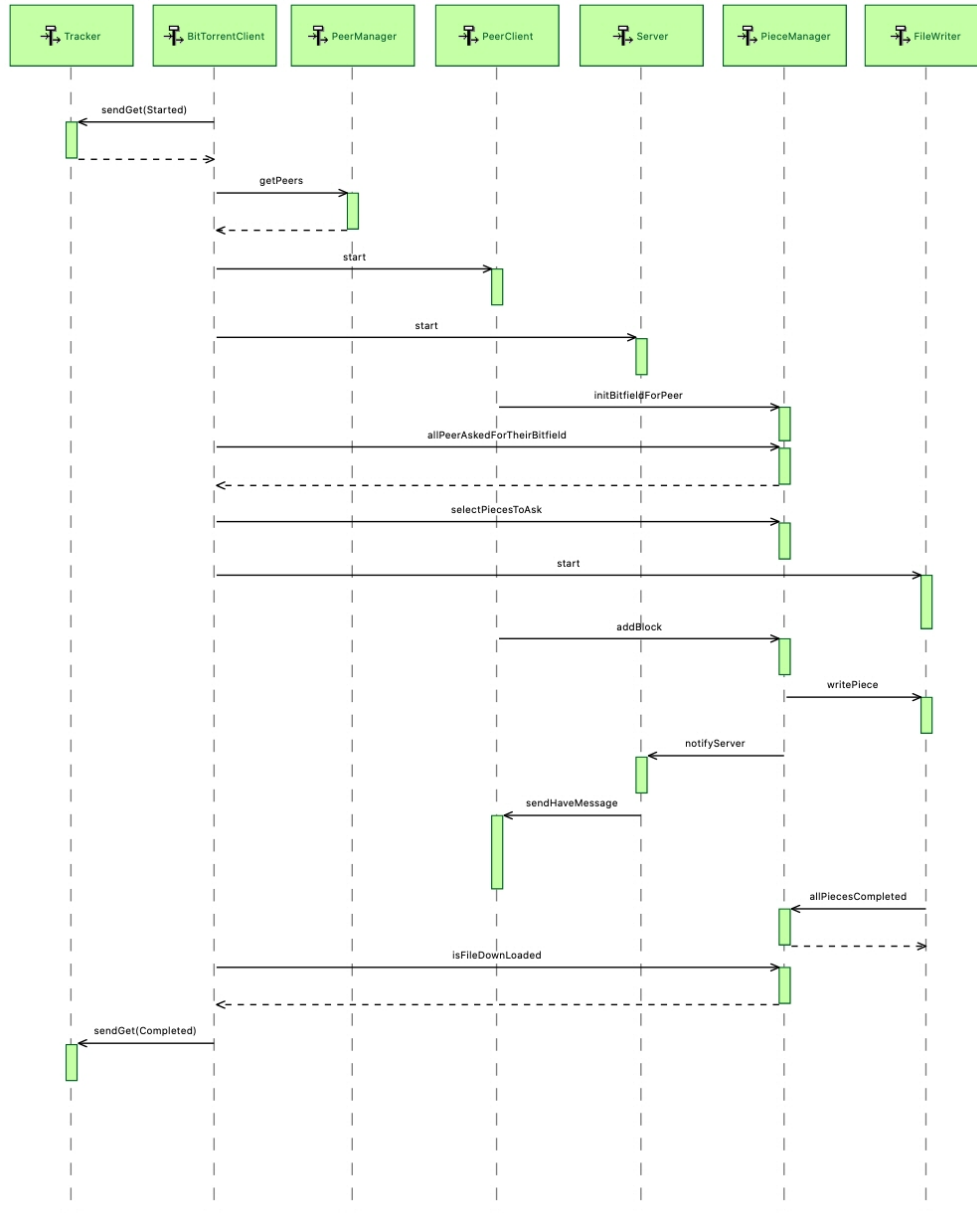 Tracker
BitTorrentClient
PeerManager
PeerClient
Server
PieceManager
FileWriter
sendGet(Started)
getPeers
start
start
initBitfieldForPeer
allPeerAskedForTheirBitfield
selectPiecesToAsk
start
addBlock
writePiece
notifyServer
sendHaveMessage
allPiecesCompleted
isFileDownLoaded
sendGet(Completed)